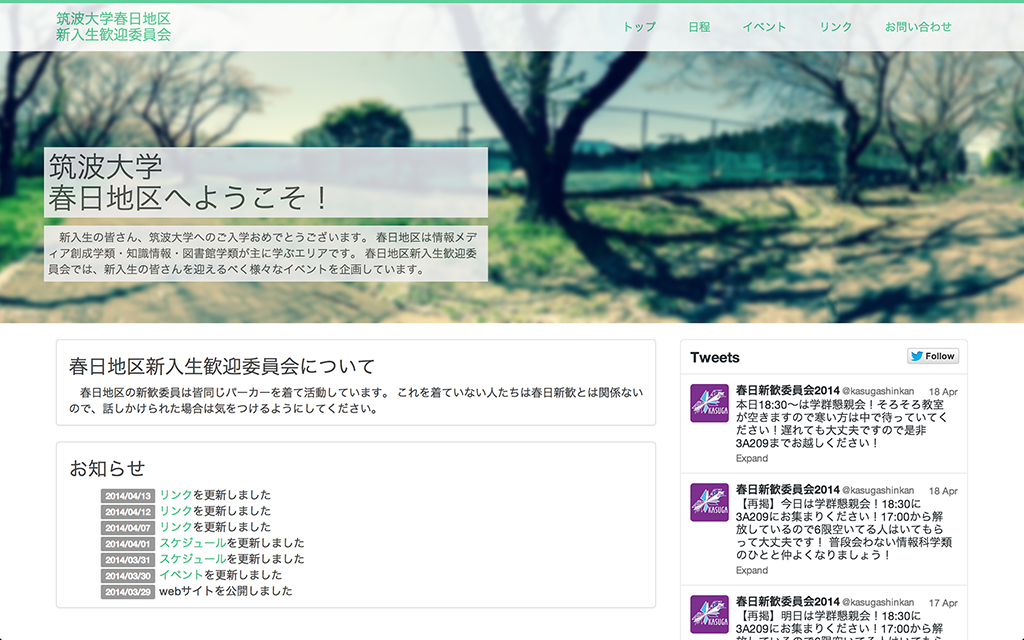 筑波大学春日地区
新入生歓迎委員会
トップ 日程 イベント リンク お問い合わせ
筑波大学
春日地区へようこそ！
新入生の皆さん、筑波大学へのご入学おめでとうございます。 春日地区は情報メデ
ィア創成学類・知識情報・図書館学類が主に学ぶエリアです。 春日地区新入生歓迎委
員会では、新入生の皆さんを迎えるべく様々なイベントを企画しています。
春日地区新入生歓迎委員会について
春日地区の新歓委員は皆同じパーカーを着て活動しています。 これを着ていない人たちは春日新歓とは関係ない
ので、話しかけられた場合は気をつけるようにしてください。
お知らせ
2014/04/13 リンクを更新しました
2014/04/12 リンクを更新しました
2014/04/07 リンクを更新しました
2014/04/01 スケジュールを更新しました
2014/03/31 スケジュールを更新しました
2014/03/30 イベントを更新しました
2014/03/29 webサイトを公開しました
Tweets Follow
KASUGA
春日新歓委員会2014 @kasugashinkan 18 Apr
本日18:30〜は学群懇親会！そろそろ教室
が空きますので寒い方は中で待っていてく
ださい！遅れても大丈夫ですので是非
3A209までお越しください！
Expand
KASUGA
春日新歓委員会2014 @kasugashinkan 18 Apr
【再掲】今日は学群懇親会！18:30に
3A209にお集まりください！17:00から解
放しているので6限空いてる人はいてもら
って大丈夫です！ 普段会わない情報科学類
のひとと仲よくなりましょう！
Expand
KASUGA
春日新歓委員会2014 @kasugashinkan 17 Apr
【再掲】明日は学群懇親会！18:30に
3A209にお集まりください！17:00から解
放しているので6限空いてる人はいてもら